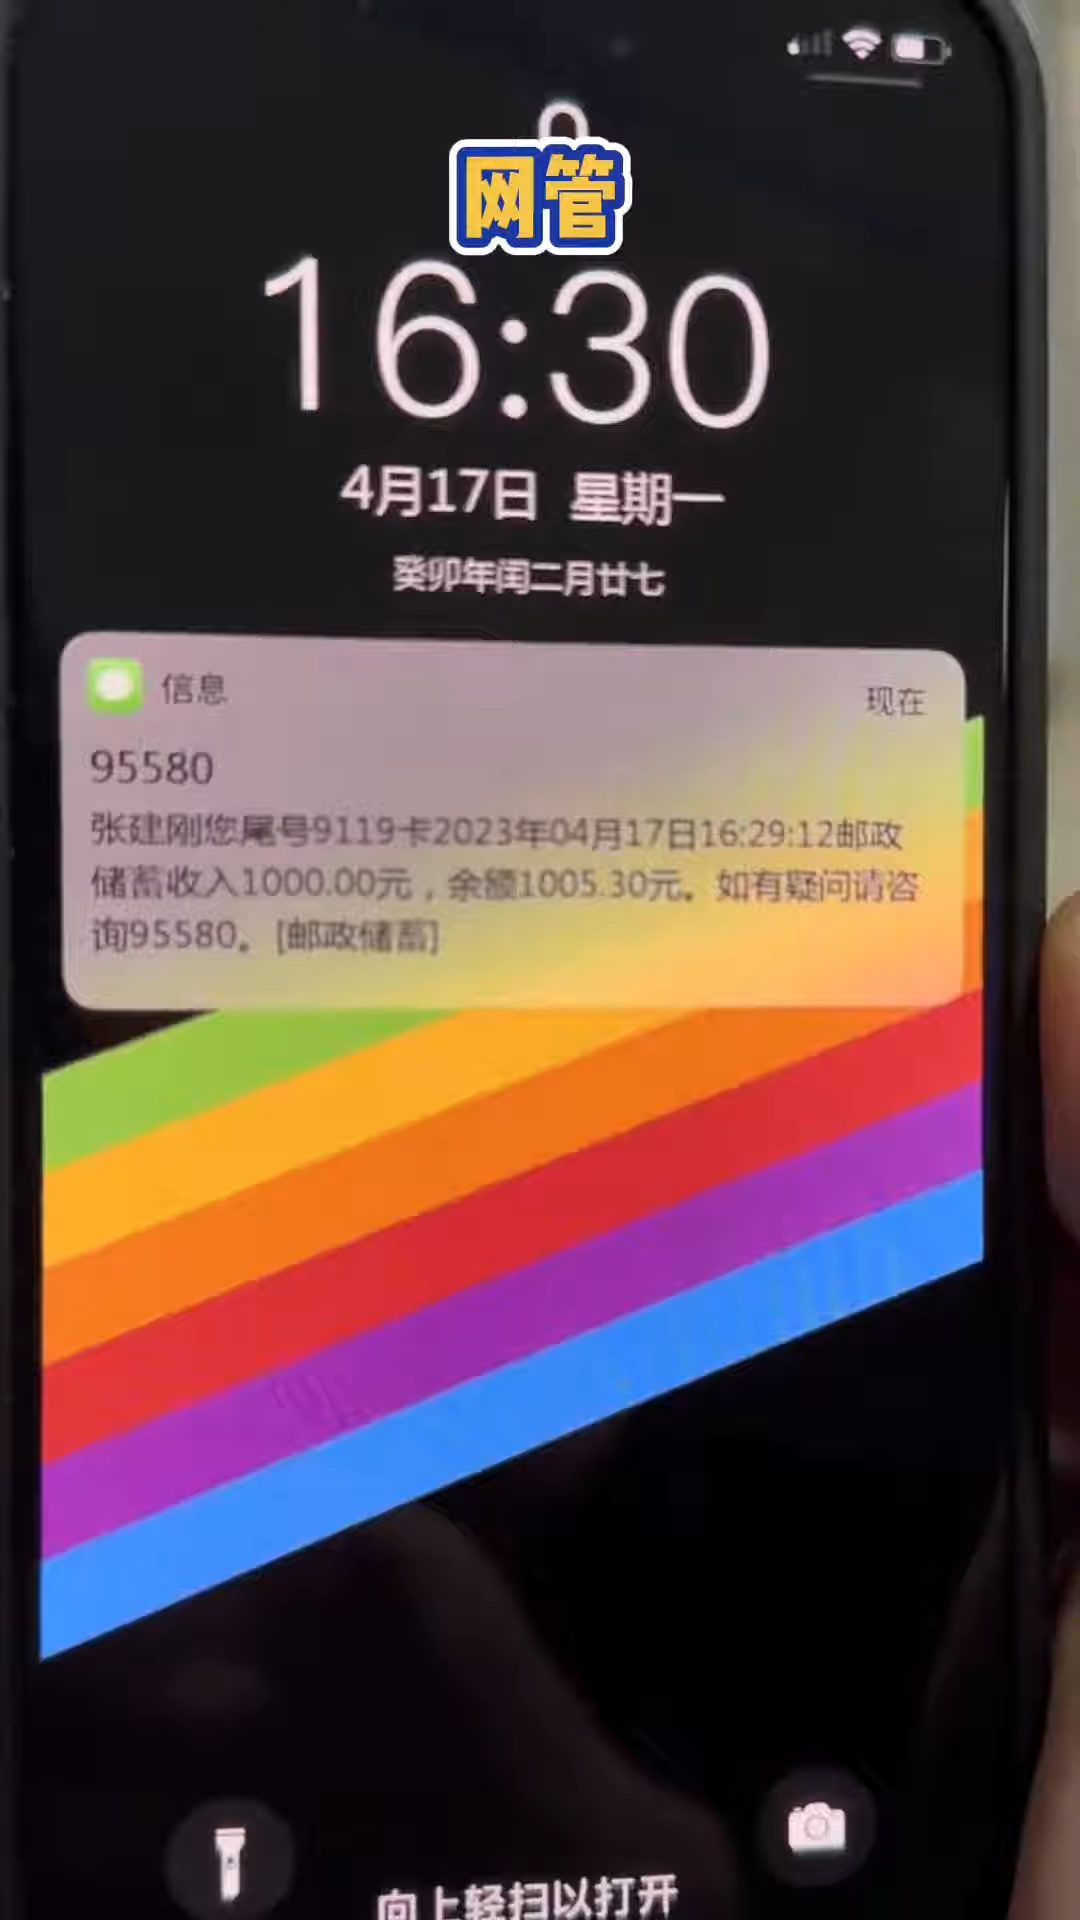 网管
16:30
4月17日 星期一
癸卯年闰二月廿七
信息
现在
95580
张建刚您尾号9119卡2023年04月17日16:29:12邮政
储蓄收入1000.00元，余额1005.30元。如有疑问请咨
询95580。[邮政储蓄]
向上轻扫以打开